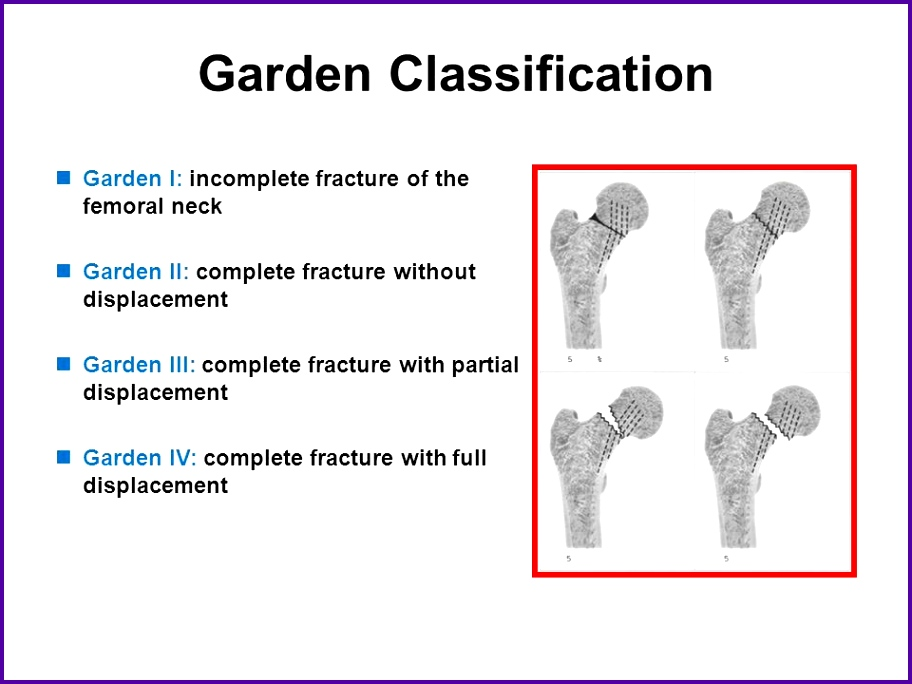 Garden Classification
Garden I: incomplete fracture of the
femoral neck
Garden II: complete fracture without
displacement
Garden III: complete fracture with partial
displacement
Garden IV: complete fracture with full
displacement
5
5
5
5